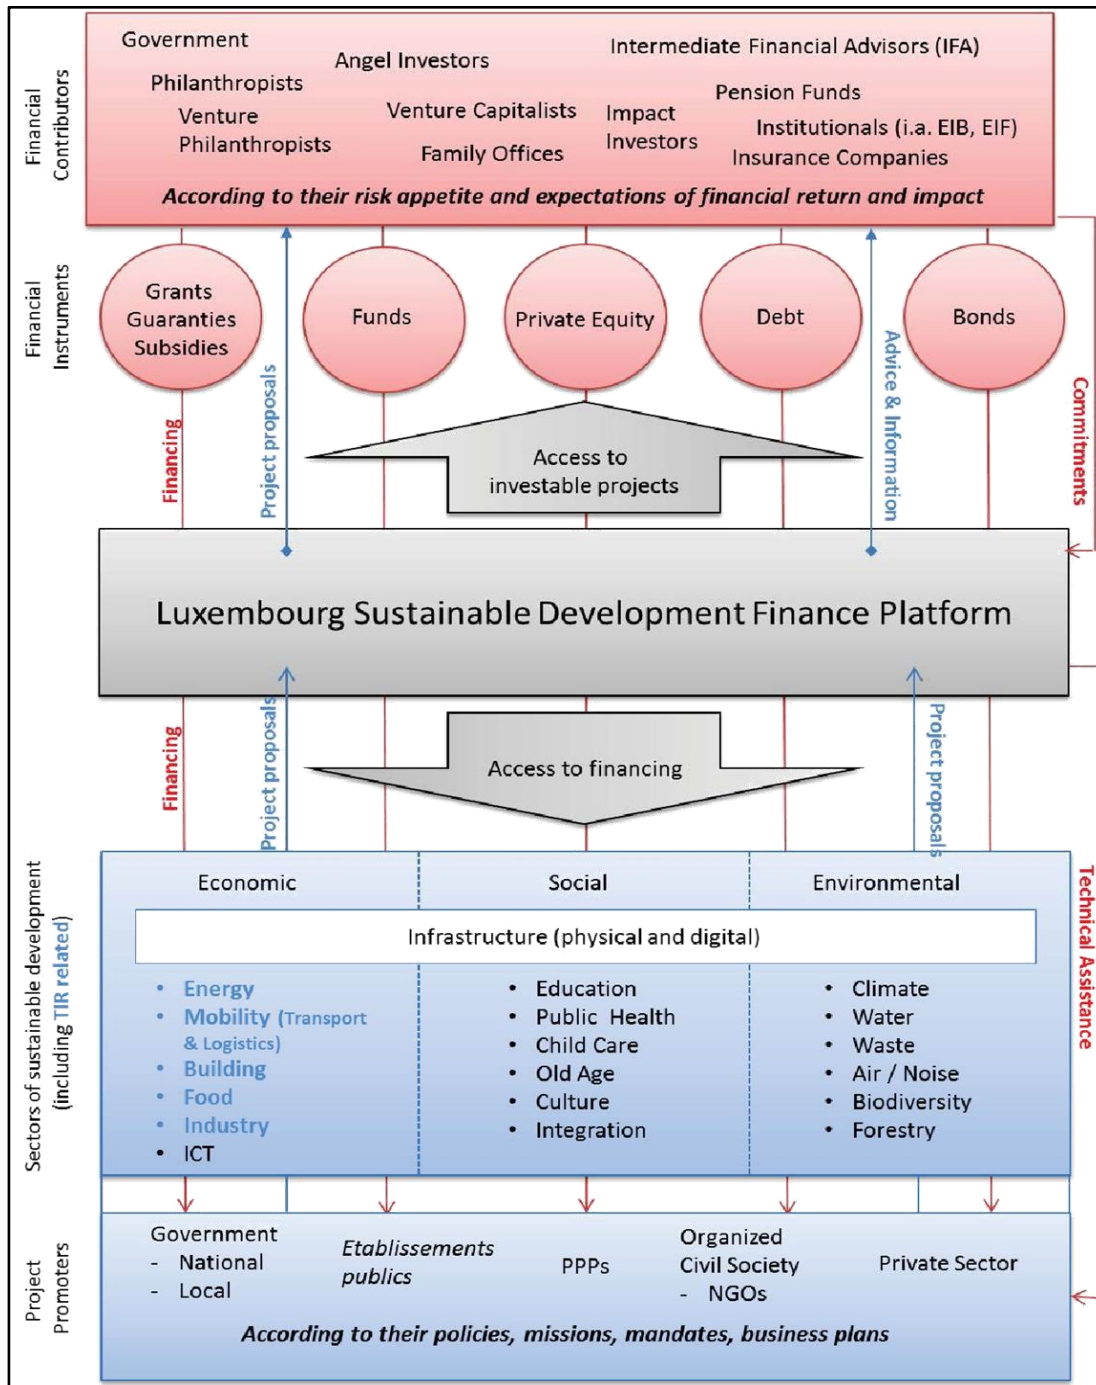 Financial
Contributors
Government
Angel Investors
Intermediate Financial Advisors (IFA)
Philanthropists
Pension Funds
Venture
Philanthropists
Venture Capitalists
Impact
Investors
Institutionals (i.a. EIB, EIF)
Family Offices
Insurance Companies
According to their risk appetite and expectations of financial return and impact
Financial
Instruments
Grants
Guaranties
Subsidies
Funds
Private Equity
Debt
Bonds
Financing
Project proposals
Access to
investable projects
Advice & Information
Commitments
Luxembourg Sustainable Development Finance Platform
Financing
Project proposals
Access to financing
Project proposals
Technical Assistance
Sectors of sustainable development
(including TIR related)
Economic
Social
Environmental
Infrastructure (physical and digital)
• Energy
• Mobility (Transport
& Logistics)
• Building
• Food
• Industry
• ICT
• Education
• Public Health
• Child Care
• Old Age
• Culture
• Integration
• Climate
• Water
• Waste
• Air / Noise
• Biodiversity
• Forestry
Project
Promoters
Government
- National
- Local
Etablissements
publics
PPPs
Organized
Civil Society
- NGOs
Private Sector
According to their policies, missions, mandates, business plans